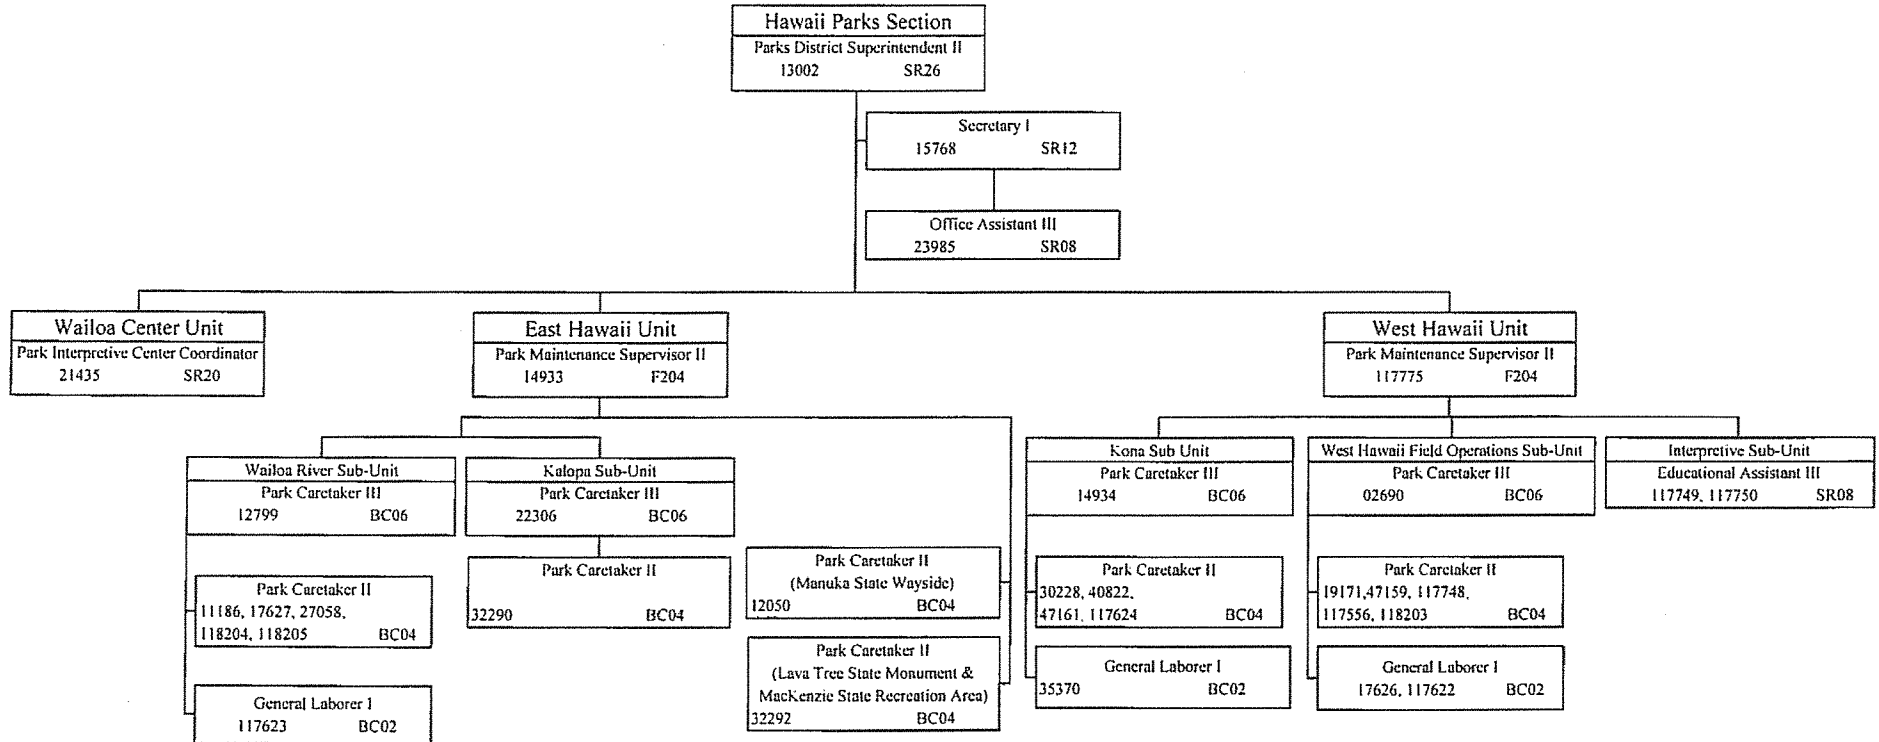 Hawaii Parks Section
Parks District Superintendent II
13002 SR26
Secretary I
15768 SR12
Office Assistant III
23985 SR08
Wailoa Center Unit
Park Interpretive Center Coordinator
21435 SR20
East Hawaii Unit
Park Maintenance Supervisor II
14933 F204
West Hawaii Unit
Park Maintenance Supervisor II
117775 F204
Wailoa River Sub-Unit
Park Caretaker III
12799 BC06
Park Caretaker II
11186, 17627, 27058,
118204, 118205 BC04
General Laborer I
117623 BC02
Kalopa Sub-Unit
Park Caretaker III
22306 BC06
Park Caretaker II
32290 BC04
Park Caretaker II
(Manuka State Wayside)
12050 BC04
Park Caretaker II
(Lava Tree State Monument &
MacKenzie State Recreation Area)
32292 BC04
Kona Sub Unit
Park Caretaker III
14934 BC06
Park Caretaker II
30228, 40822,
47161, 117624 BC04
General Laborer I
35370 BC02
West Hawaii Field Operations Sub-Unit
Park Caretaker III
02690 BC06
Park Caretaker II
19171,47159, 117748,
117556, 118203 BC04
General Laborer I
17626, 117622 BC02
Interpretive Sub-Unit
Educational Assistant III
117749, 117750 SR08